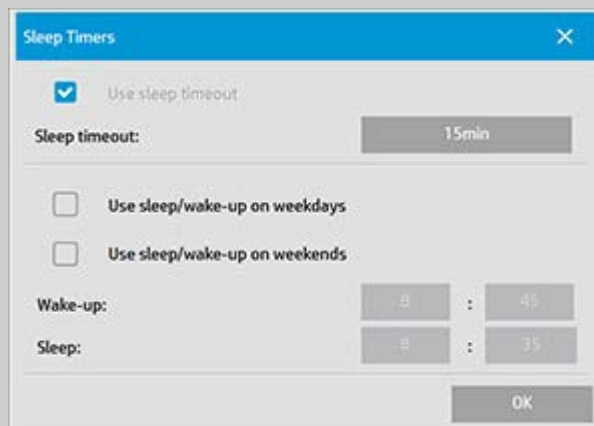 Sleep Timers
Use sleep timeout
Sleep timeout: 15min
Use sleep/wake-up on weekdays
Use sleep/wake-up on weekends
Wake-up: 8 : 45
Sleep: 8 : 35
OK